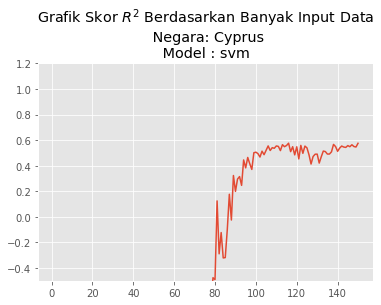 Grafik Skor R² Berdasarkan Banyak Input Data
Negara: Cyprus
Model : svm
1.2
1.0
0.8
0.6
0.4
0.2
0.0
−0.2
−0.4
0 20 40 60 80 100 120 140